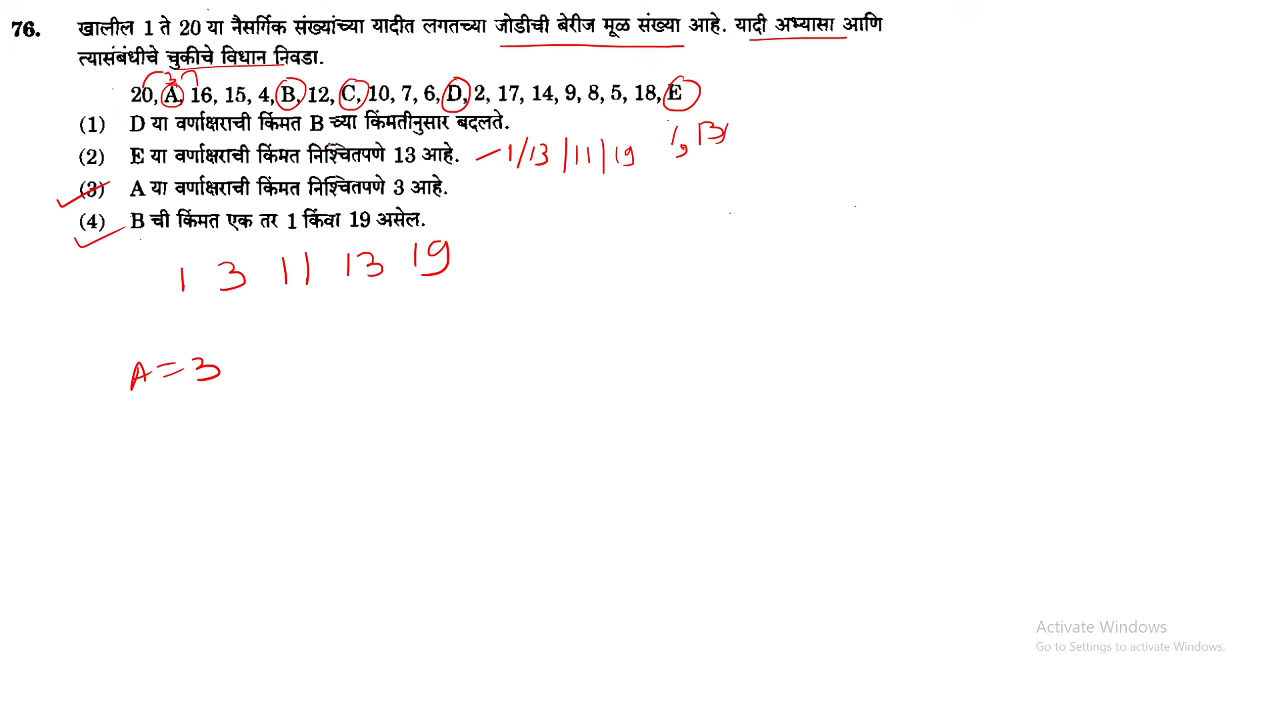 76. खालील 1 ते 20 या नैसर्गिक संख्यांच्या यादीत लगतच्या जोडीची बेरीज मूळ संख्या आहे. यादी अभ्यासा आणि
त्यासंबंधीचे चुकीचे विधान निवडा.
3
20, A, 16, 15, 4, B, 12, C, 10, 7, 6, D, 2, 17, 14, 9, 8, 5, 18, E
(1) D या वर्णाक्षराची किंमत B च्या किंमतीनुसार बदलते.
1, 13
(2) E या वर्णाक्षराची किंमत निश्चितपणे 13 आहे. 1/13 | 11 | 19
(3) A या वर्णाक्षराची किंमत निश्चितपणे 3 आहे.
(4) B ची किंमत एक तर 1 किंवा 19 असेल.
1 3 11 13 19
A = 3
Activate Windows
Go to Settings to activate Windows.